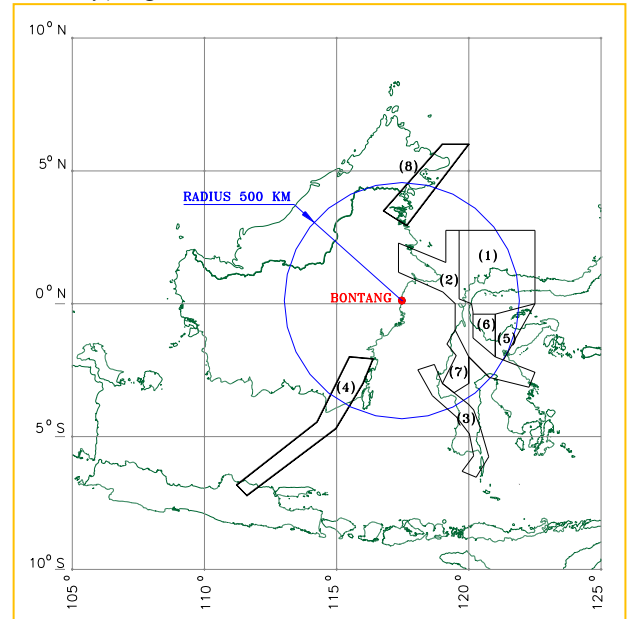 10° N
(8)
5° N
RADIUS 500 KM
(1)
(2)
0° N
BONTANG
(6)
(5)
(7)
(4)
(3)
5° S
10° S
105° 110° 115° 120° 125°